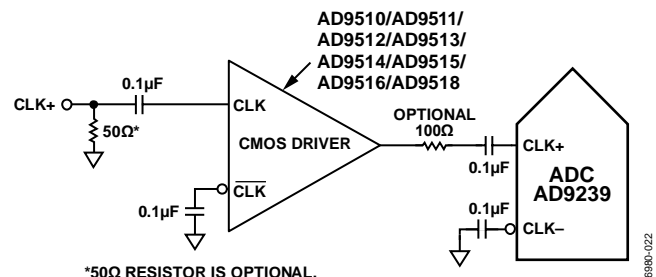 AD9510/AD9511/
AD9512/AD9513/
AD9514/AD9515/
AD9516/AD9518
0.1µF
CLK+
50Ω*
CLK
CMOS DRIVER
CLK
0.1µF
OPTIONAL
100Ω
0.1µF
CLK+
ADC
AD9239
0.1µF
CLK–
*50Ω RESISTOR IS OPTIONAL.
6980-022